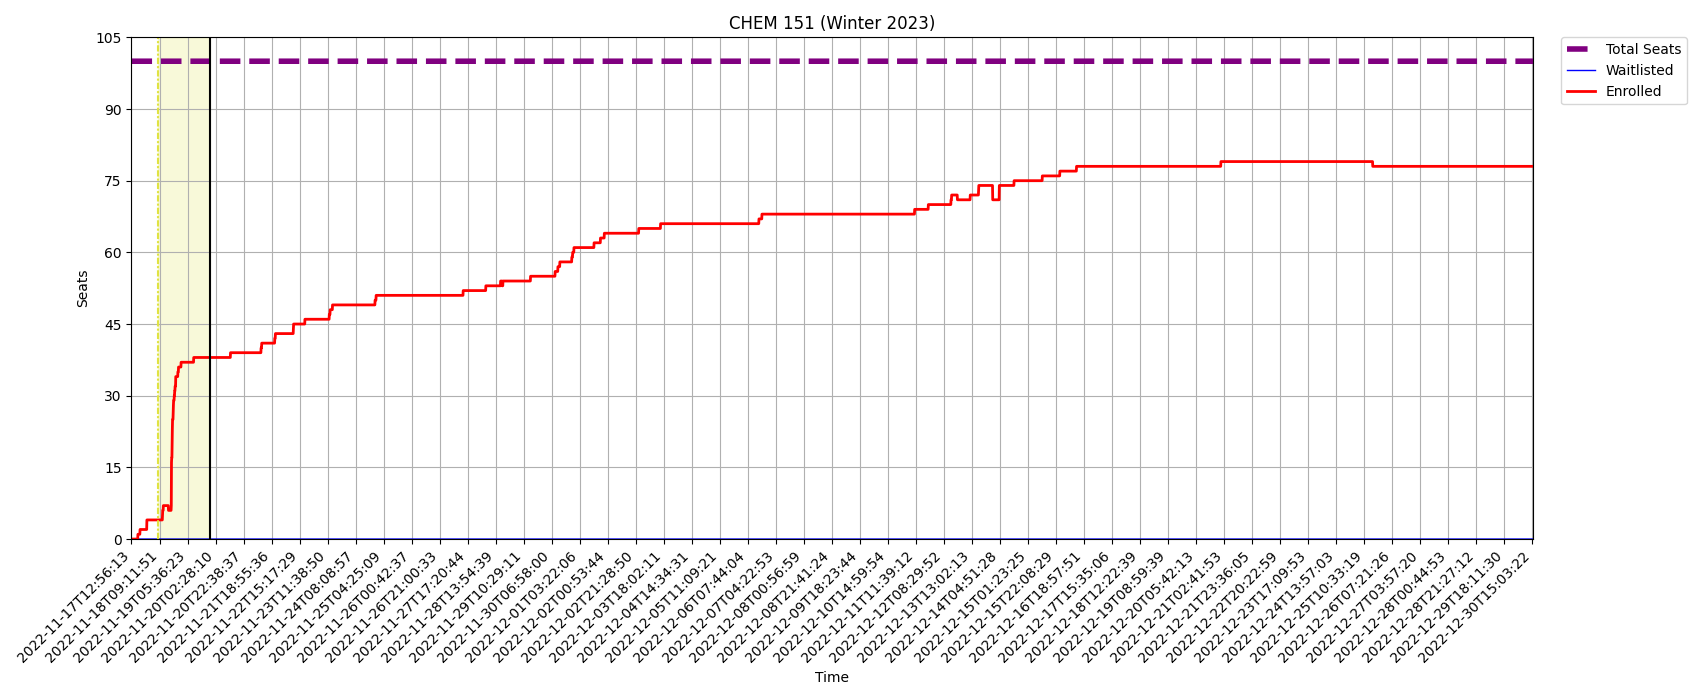 CHEM 151 (Winter 2023)
Total Seats
Waitlisted
Enrolled
105
90
75
60
45
30
15
0
Seats
2022-11-17T12:56:13
2022-11-18T09:11:51
2022-11-19T05:36:23
2022-11-20T02:28:10
2022-11-20T22:38:37
2022-11-21T18:55:36
2022-11-22T15:17:29
2022-11-23T11:38:50
2022-11-24T08:08:57
2022-11-25T04:25:09
2022-11-26T00:42:37
2022-11-26T21:00:33
2022-11-27T17:20:44
2022-11-28T13:54:39
2022-11-29T10:29:11
2022-11-30T06:58:00
2022-12-01T03:22:06
2022-12-02T00:53:44
2022-12-02T21:28:50
2022-12-03T18:02:11
2022-12-04T14:34:31
2022-12-05T11:09:21
2022-12-06T07:44:04
2022-12-07T04:22:53
2022-12-08T00:56:59
2022-12-08T21:41:24
2022-12-09T18:23:44
2022-12-10T14:59:54
2022-12-11T11:39:12
2022-12-12T08:29:52
2022-12-13T13:02:13
2022-12-14T04:51:28
2022-12-15T01:23:25
2022-12-15T22:08:29
2022-12-16T18:57:51
2022-12-17T15:35:06
2022-12-18T12:22:39
2022-12-19T08:59:39
2022-12-20T05:42:13
2022-12-21T02:41:53
2022-12-21T23:36:05
2022-12-22T20:22:59
2022-12-23T17:09:53
2022-12-24T13:57:03
2022-12-25T10:33:19
2022-12-26T07:21:26
2022-12-27T03:57:20
2022-12-28T00:44:53
2022-12-28T21:27:12
2022-12-29T18:11:30
2022-12-30T15:03:22
Time